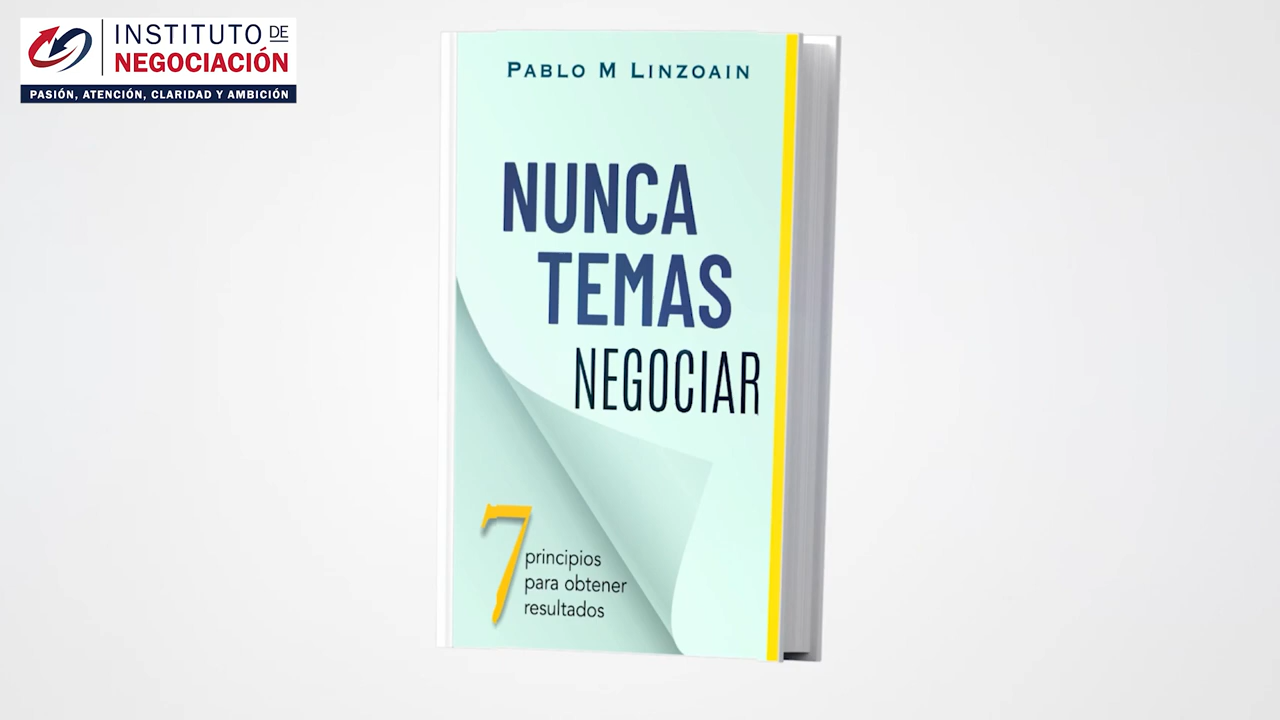 INSTITUTO DE
NEGOCIACIÓN
PASIÓN, ATENCIÓN, CLARIDAD Y AMBICIÓN
PABLO M LINZOAIN
NUNCA
TEMAS
NEGOCIAR
7 principios
para obtener
resultados